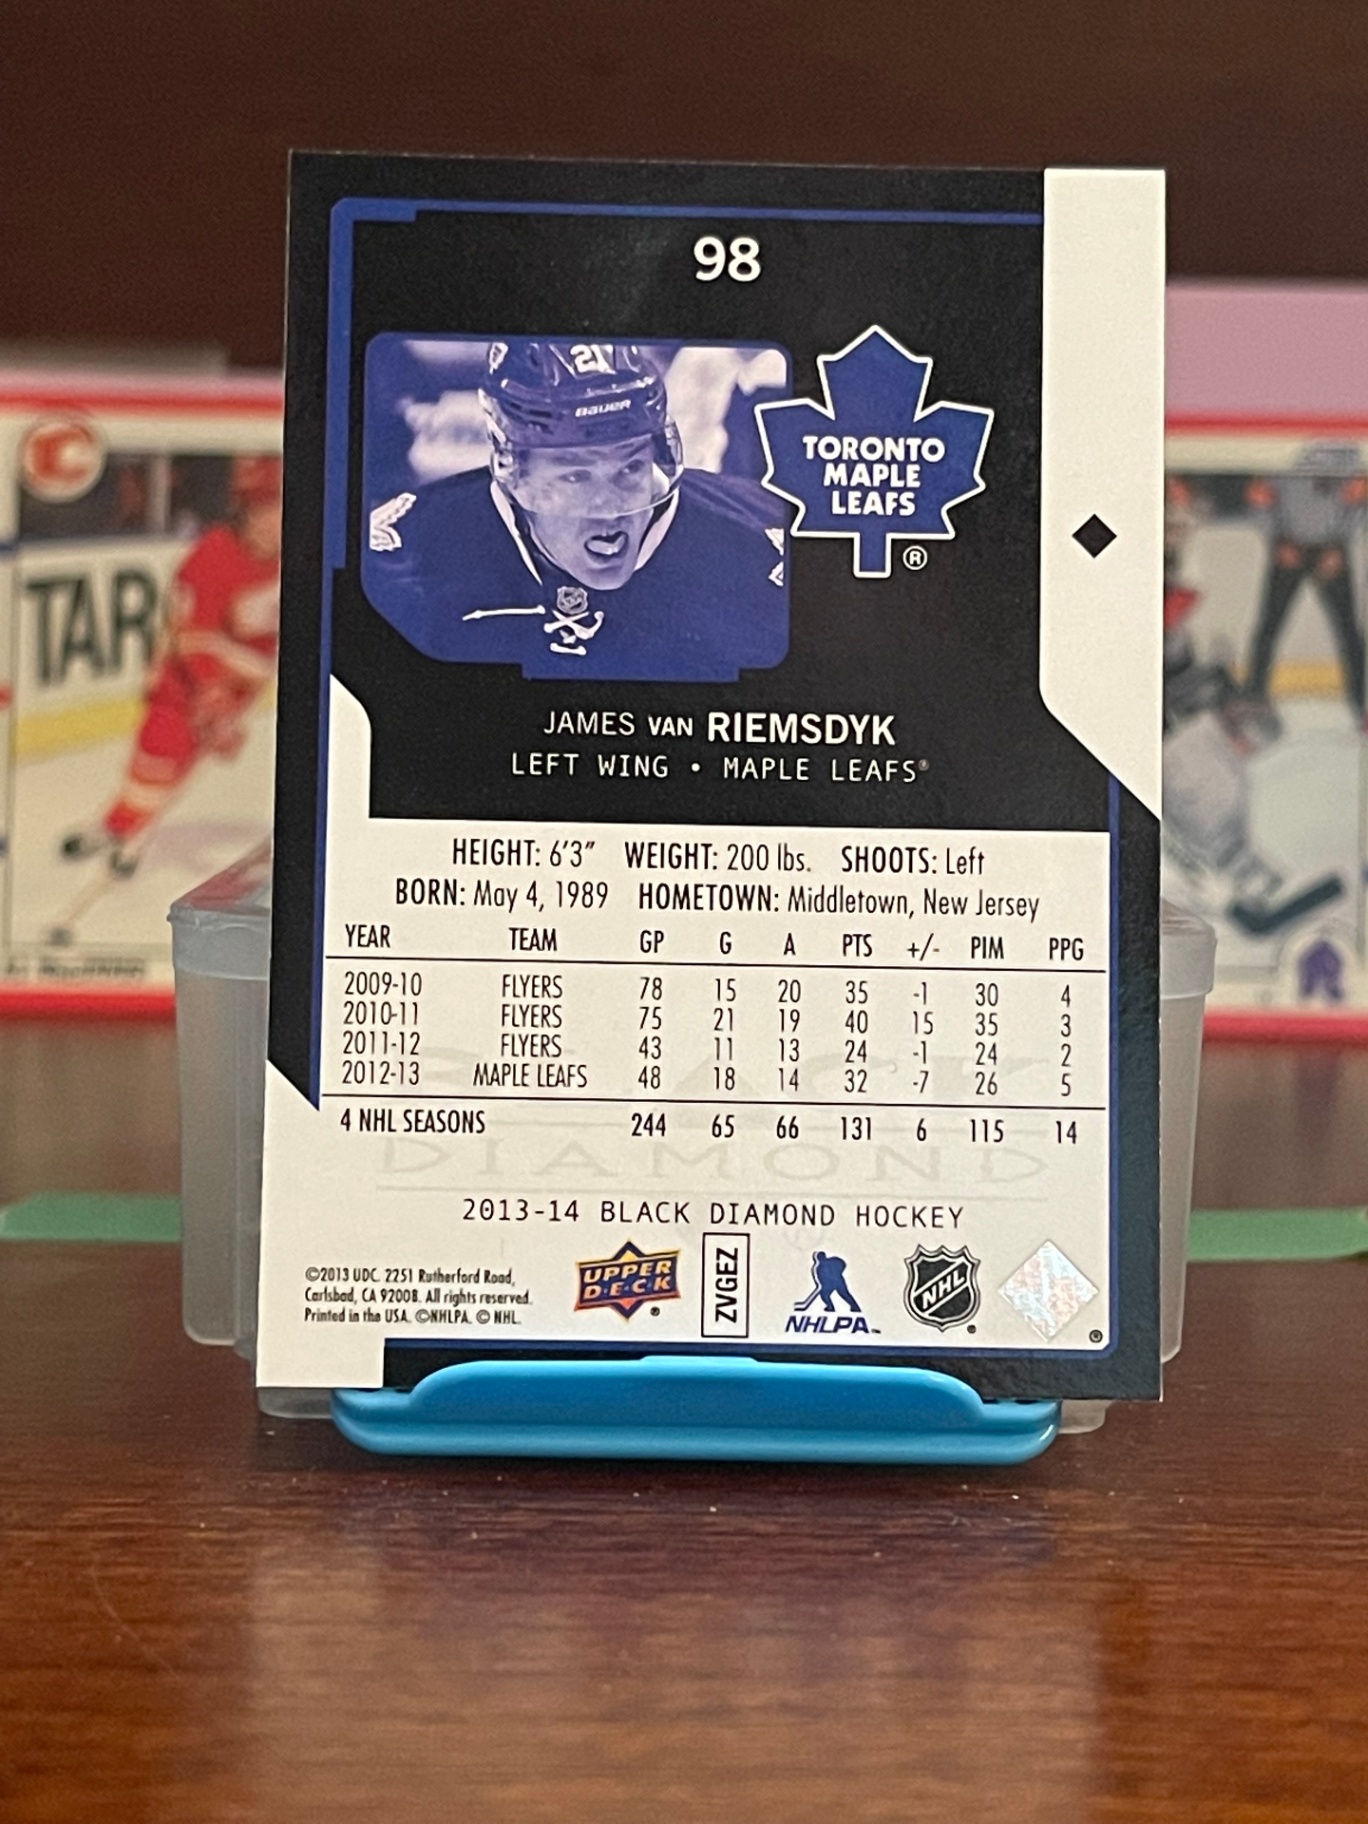 98
21
BAUER
TORONTO
MAPLE
LEAFS
®
JAMES VAN RIEMSDYK
LEFT WING • MAPLE LEAFS®
HEIGHT: 6'3" WEIGHT: 200 lbs. SHOOTS: Left
BORN: May 4, 1989 HOMETOWN: Middletown, New Jersey
YEAR TEAM GP G A PTS +/- PIM PPG
2009-10 FLYERS 78 15 20 35 -1 30 4
2010-11 FLYERS 75 21 19 40 15 35 3
2011-12 FLYERS 43 11 13 24 -1 24 2
2012-13 MAPLE LEAFS 48 18 14 32 -7 26 5
4 NHL SEASONS 244 65 66 131 6 115 14
DIAMOND
2013-14 BLACK DIAMOND HOCKEY
©2013 UDC. 2251 Rutherford Road,
Carlsbad, CA 92008. All rights reserved.
Printed in the USA. ©NHLPA. © NHL.
UPPER
DECK
ZVGEZ
NHLPA™
NHL
TAR